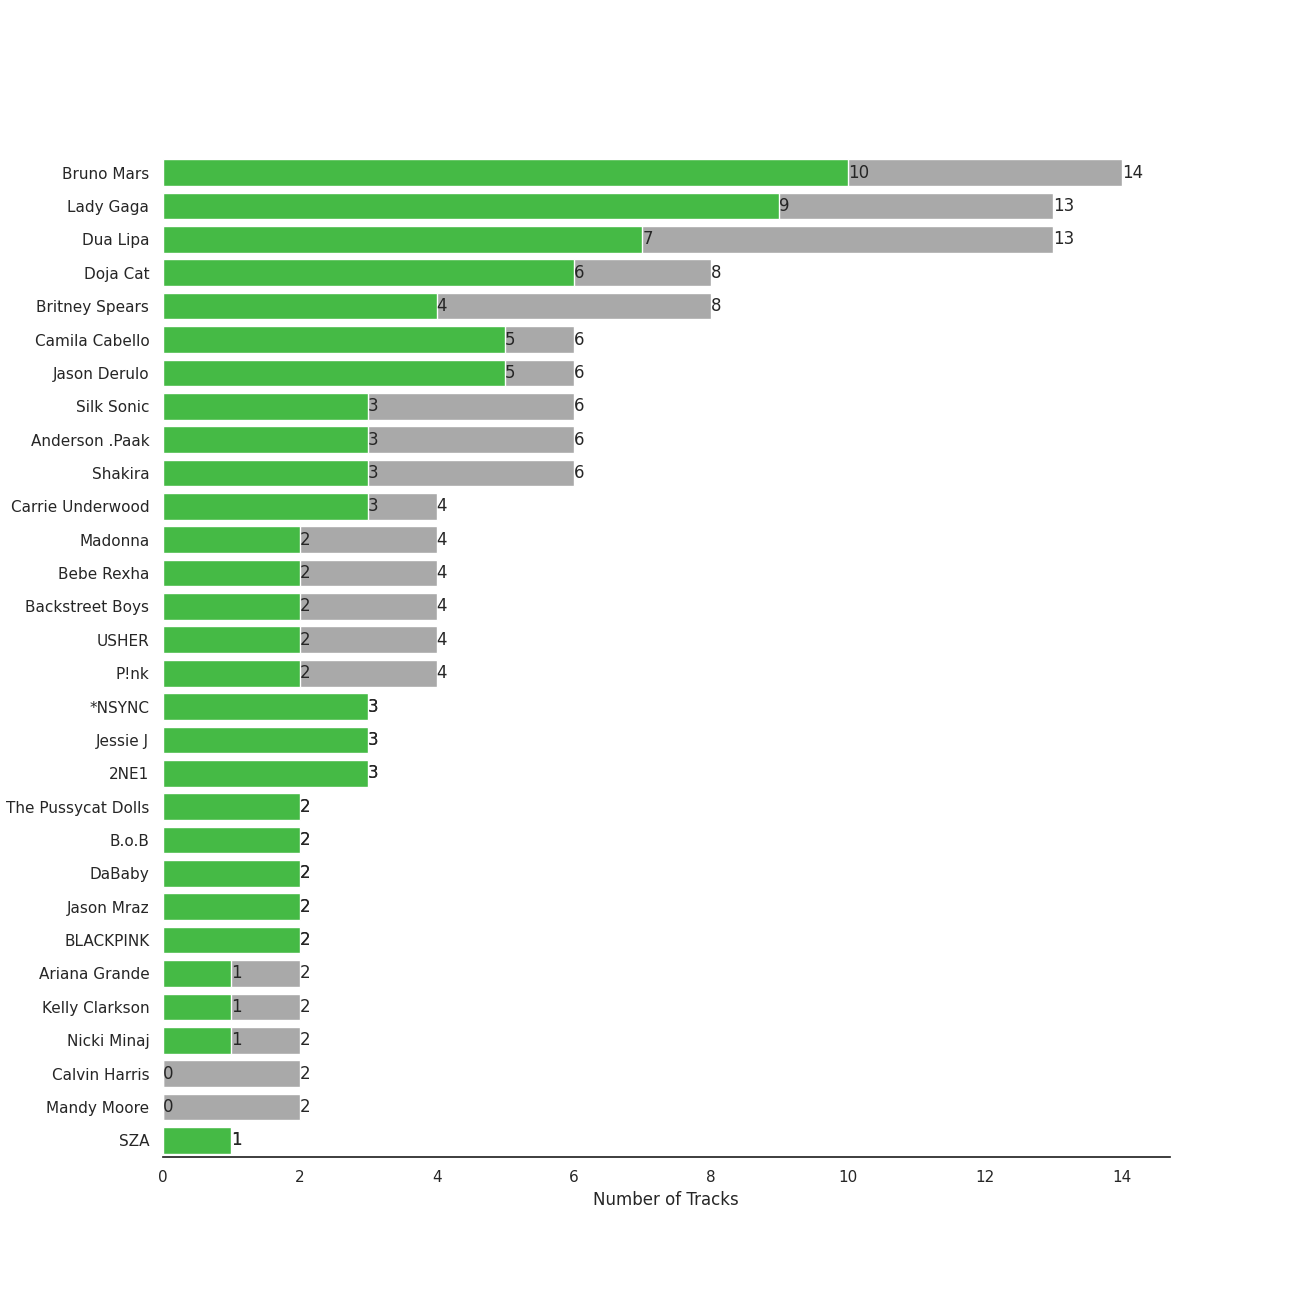 Bruno Mars 10 14
Lady Gaga 9 13
Dua Lipa 7 13
Doja Cat 6 8
Britney Spears 4 8
Camila Cabello 5 6
Jason Derulo 5 6
Silk Sonic 3 6
Anderson .Paak 3 6
Shakira 3 6
Carrie Underwood 3 4
Madonna 2 4
Bebe Rexha 2 4
Backstreet Boys 2 4
USHER 2 4
P!nk 2 4
*NSYNC 3
Jessie J 3
2NE1 3
The Pussycat Dolls 2
B.o.B 2
DaBaby 2
Jason Mraz 2
BLACKPINK 2
Ariana Grande 1 2
Kelly Clarkson 1 2
Nicki Minaj 1 2
Calvin Harris 0 2
Mandy Moore 0 2
SZA 1
0 2 4 6 8 10 12 14
Number of Tracks